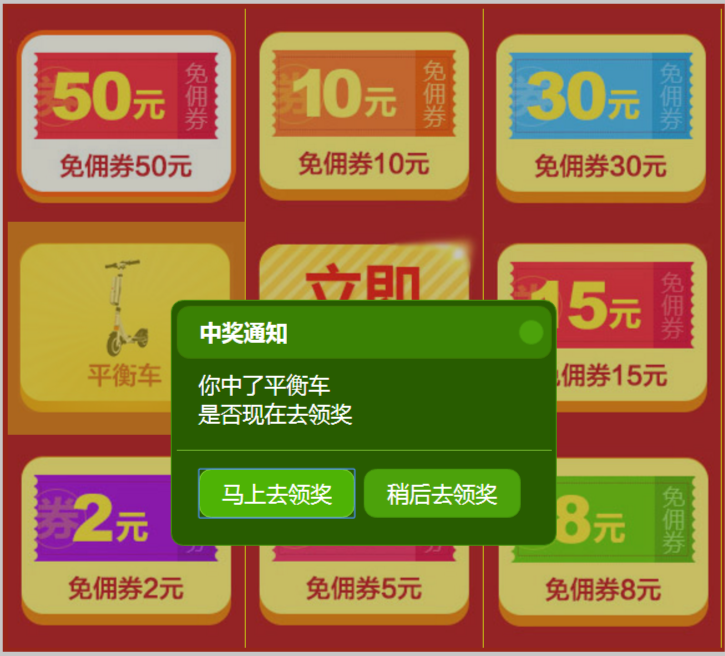 券50元
免佣券
免佣券50元
券10元
免佣券
免佣券10元
券30元
免佣券
免佣券30元
平衡车
立即
15元
免佣券
佣券15元
中奖通知
你中了平衡车
是否现在去领奖
马上去领奖
稍后去领奖
券2元
券
免佣券2元
免佣券5元
8元
免佣券
免佣券8元